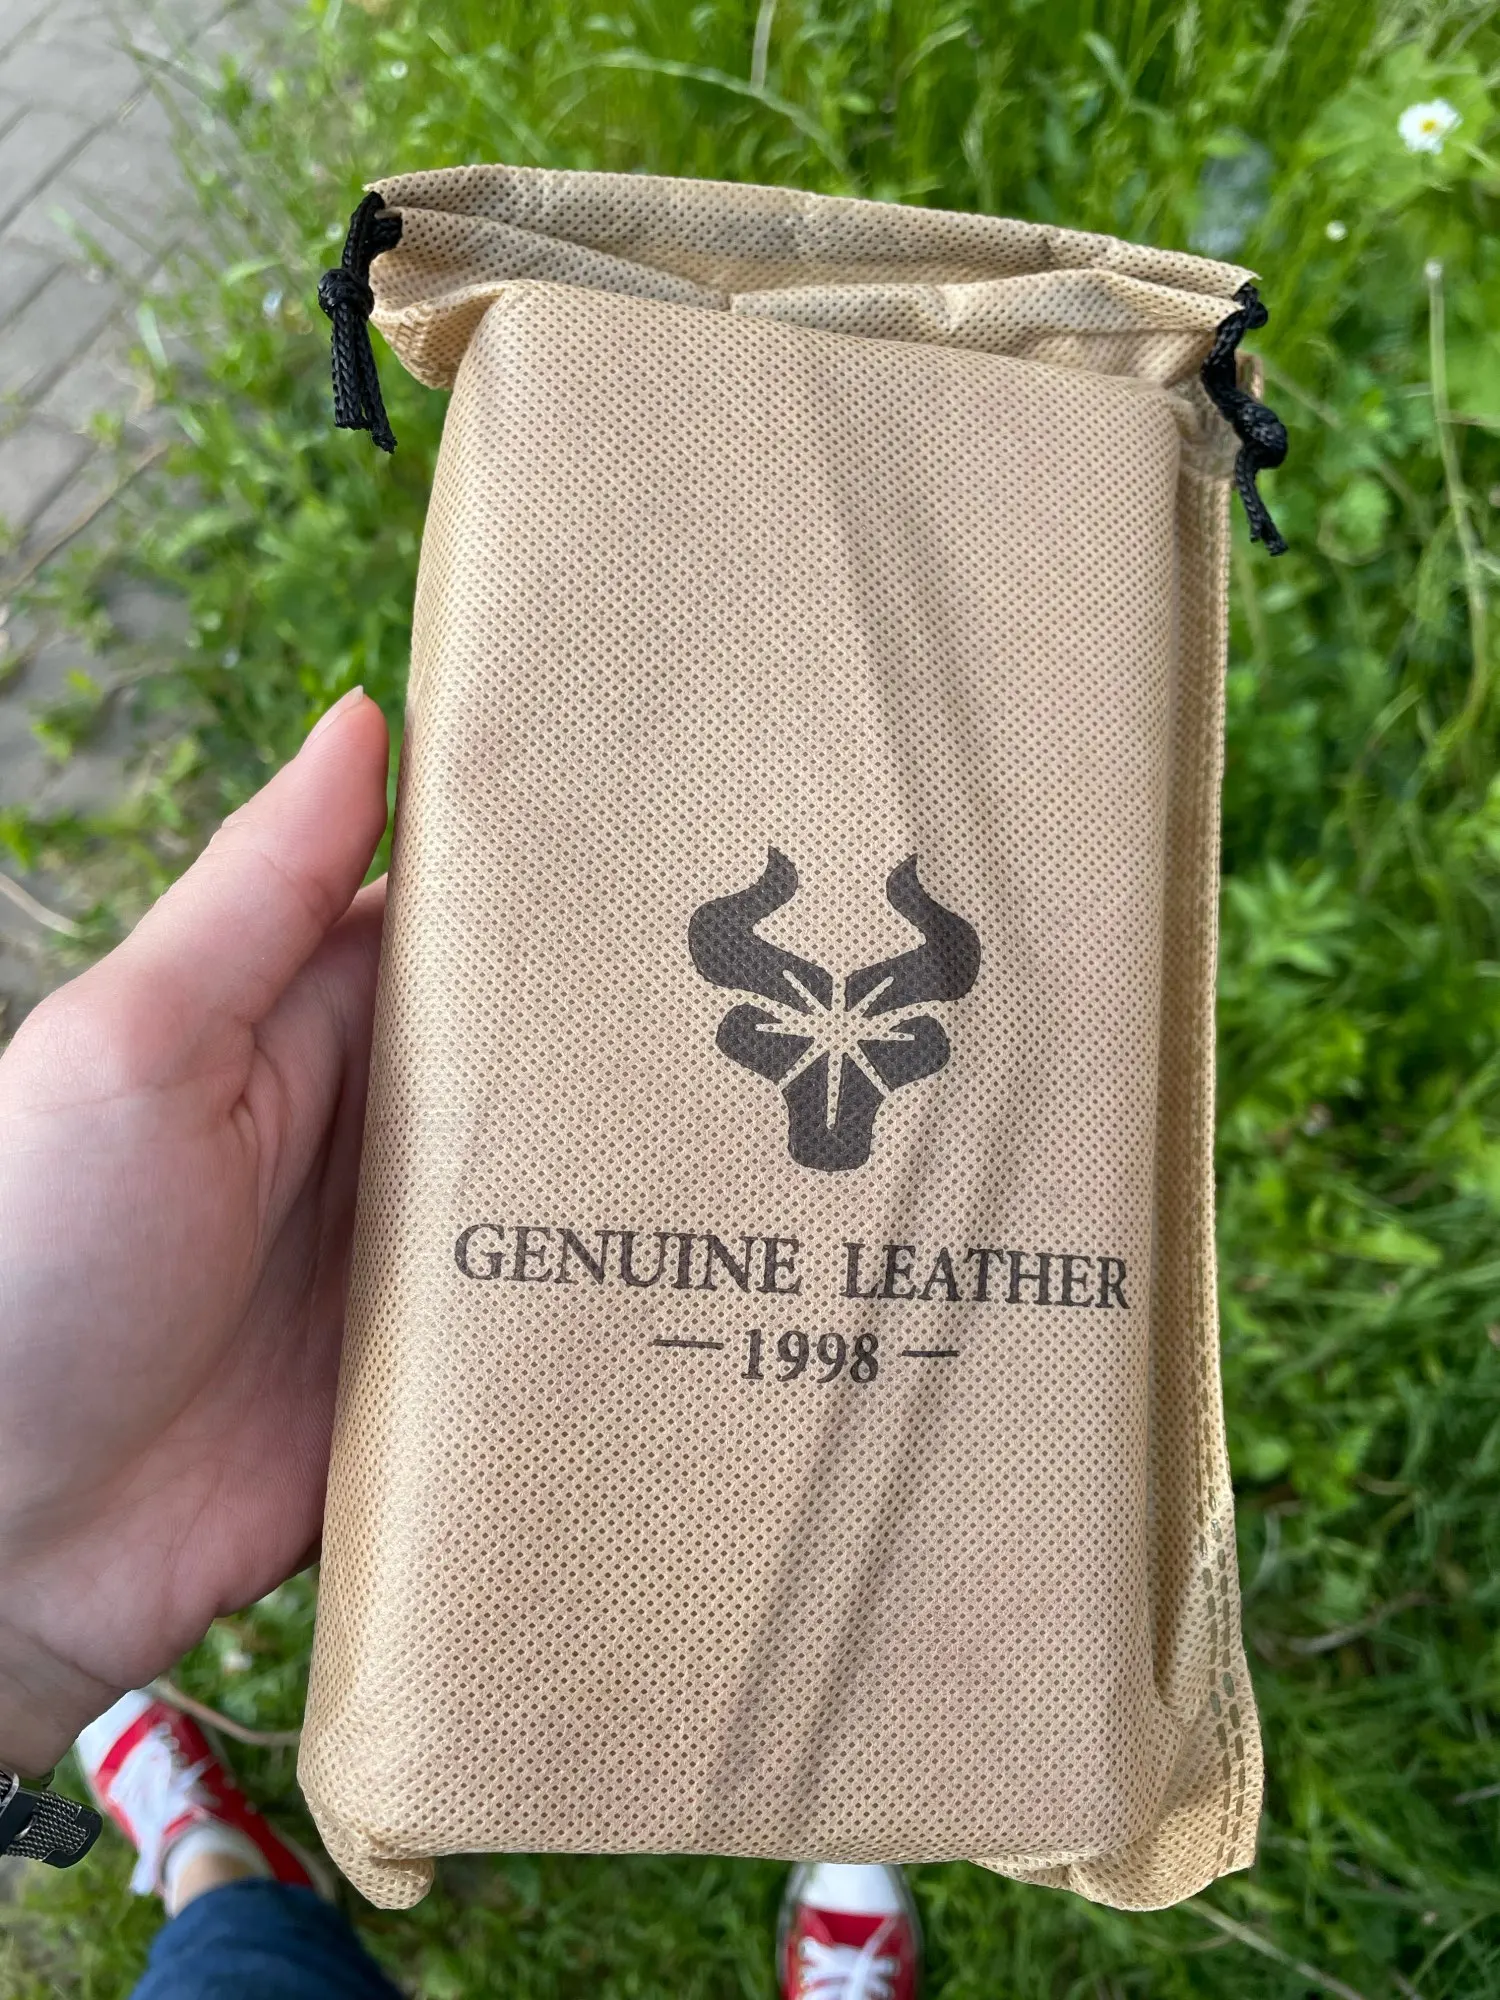 GENUINE LEATHER
— 1998 —